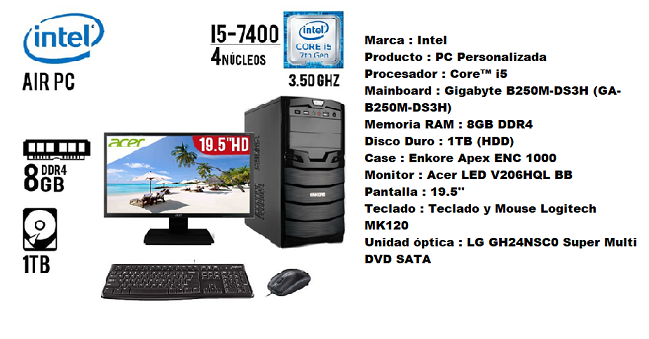 intel
AIR PC
DDR4
8GB
1TB
I5-7400
4NÚCLEOS
intel
CORE i5
7th Gen
3.50 GHZ
acer
19.5"HD
acer
ENKORE
Marca : Intel
Producto : PC Personalizada
Procesador : Core™ i5
Mainboard : Gigabyte B250M-DS3H (GA-
B250M-DS3H)
Memoria RAM : 8GB DDR4
Disco Duro : 1TB (HDD)
Case : Enkore Apex ENC 1000
Monitor : Acer LED V206HQL BB
Pantalla : 19.5''
Teclado : Teclado y Mouse Logitech
MK120
Unidad óptica : LG GH24NSC0 Super Multi
DVD SATA